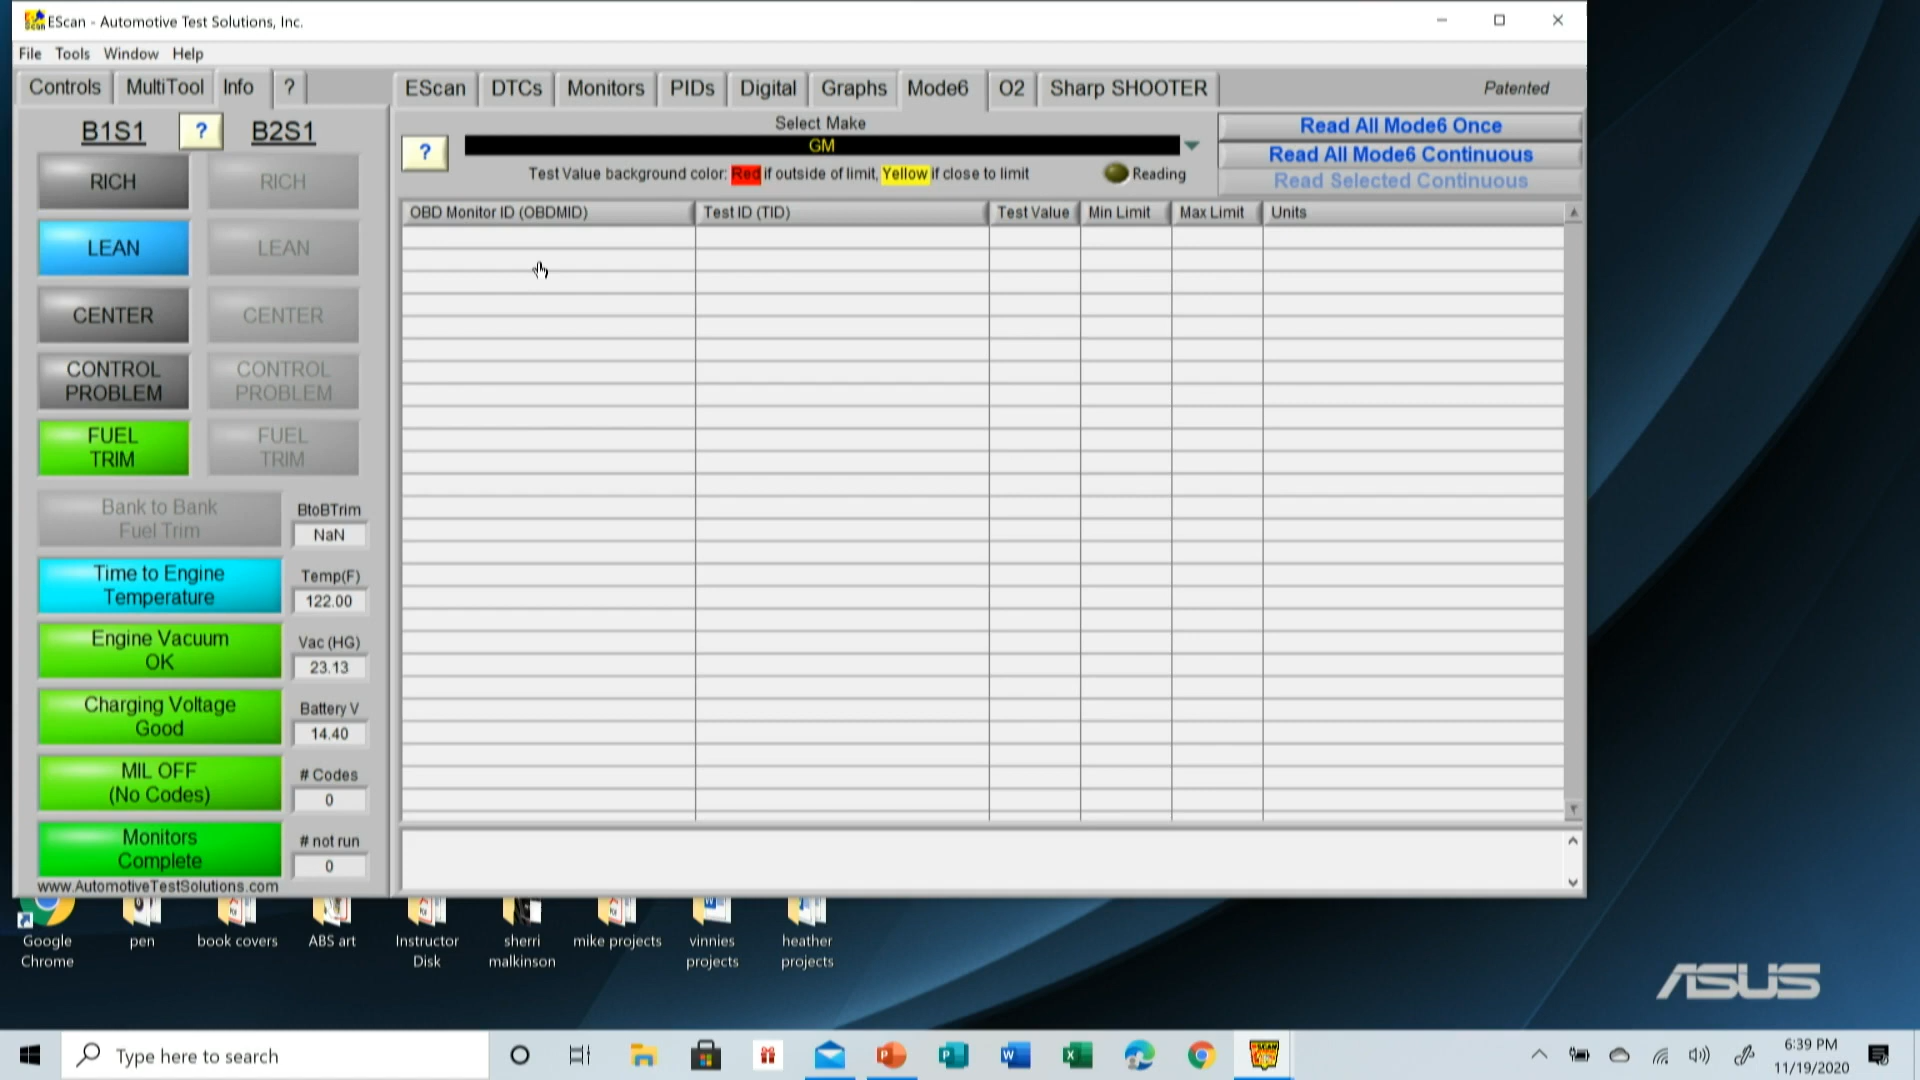 EScan - Automotive Test Solutions, Inc.
File Tools Window Help
Controls MultiTool Info ?
EScan DTCs Monitors PIDs Digital Graphs Mode6 O2 Sharp SHOOTER Patented
B1S1 ? B2S1
RICH RICH
LEAN LEAN
CENTER CENTER
CONTROL PROBLEM CONTROL PROBLEM
FUEL TRIM FUEL TRIM
Bank to Bank Fuel Trim BtoBTrim NaN
Time to Engine Temperature Temp(F) 122.00
Engine Vacuum OK Vac (HG) 23.13
Charging Voltage Good Battery V 14.40
MIL OFF (No Codes) # Codes 0
Monitors Complete # not run 0
www.AutomotiveTestSolutions.com
Select Make
? GM
Test Value background color: Red if outside of limit, Yellow if close to limit Reading
Read All Mode6 Once
Read All Mode6 Continuous
Read Selected Continuous
OBD Monitor ID (OBDMID) Test ID (TID) Test Value Min Limit Max Limit Units
Google Chrome
pen
book covers
ABS art
Instructor Disk
sherri malkinson
mike projects
vinnies projects
heather projects
ASUS
Type here to search
6:39 PM
11/19/2020